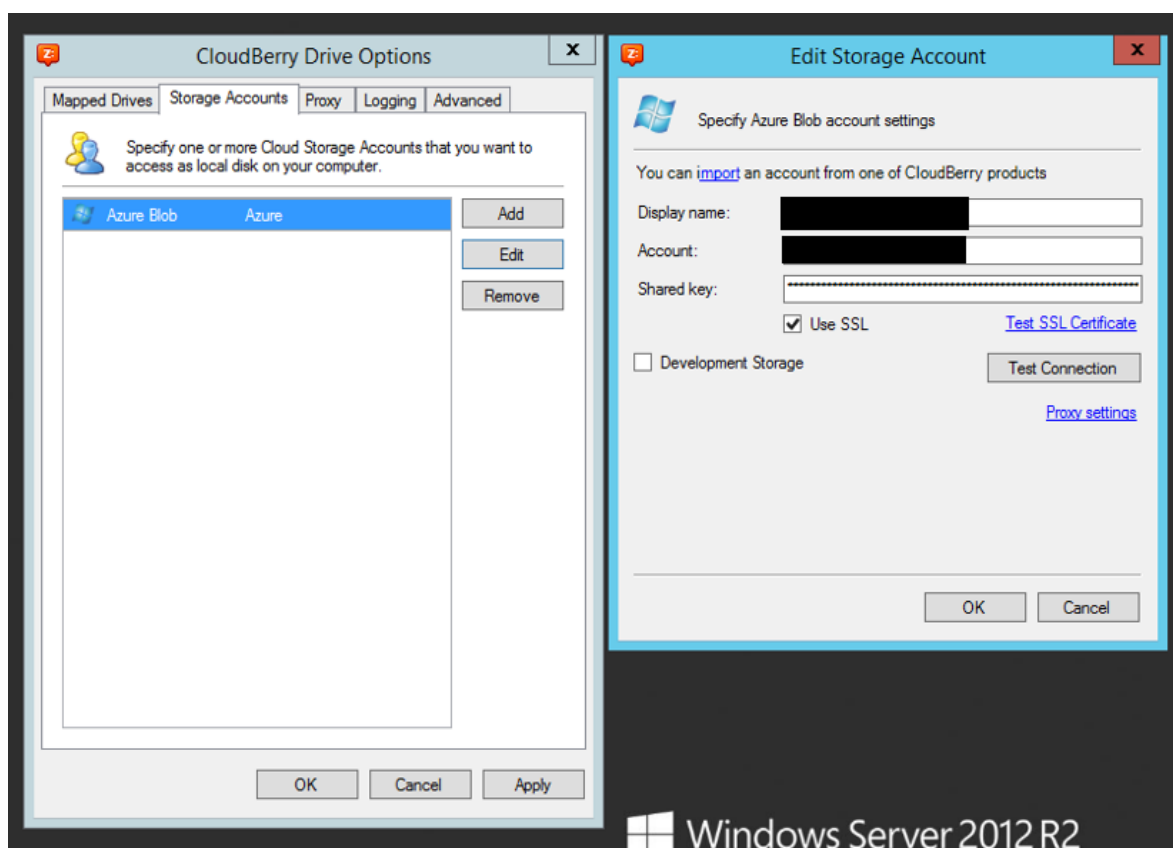 CloudBerry Drive Options
x
Mapped Drives Storage Accounts Proxy Logging Advanced
Specify one or more Cloud Storage Accounts that you want to
access as local disk on your computer.
Azure Blob Azure
Add
Edit
Remove
OK Cancel Apply
Edit Storage Account
x
Specify Azure Blob account settings
You can import an account from one of CloudBerry products
Display name:
Account:
Shared key:
Use SSL Test SSL Certificate
Development Storage Test Connection
Proxy settings
OK Cancel
Windows Server 2012 R2